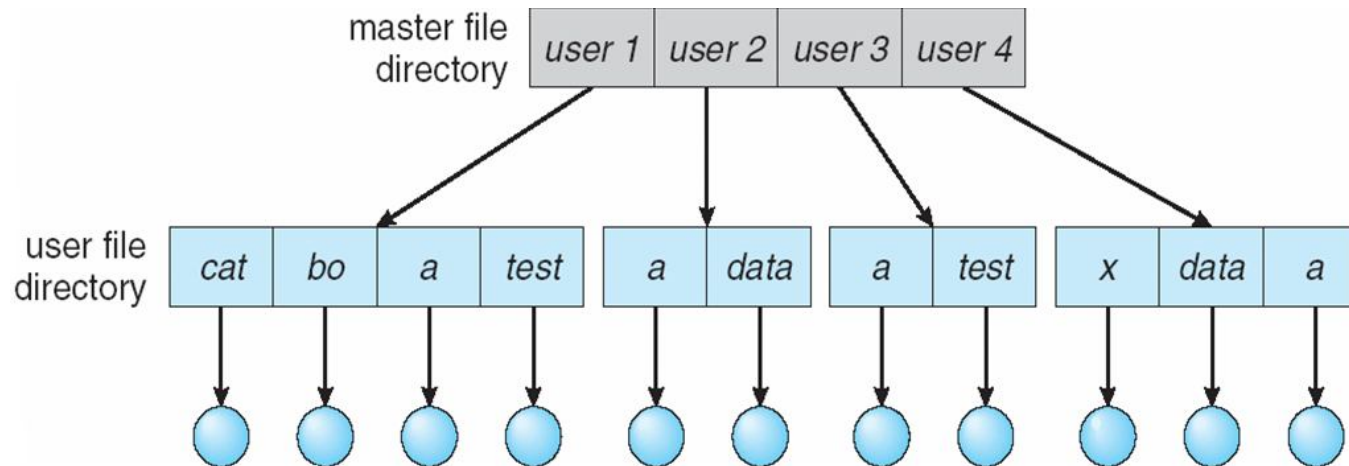 master file
directory
user 1 user 2 user 3 user 4
user file
directory
cat bo a test a data a test x data a